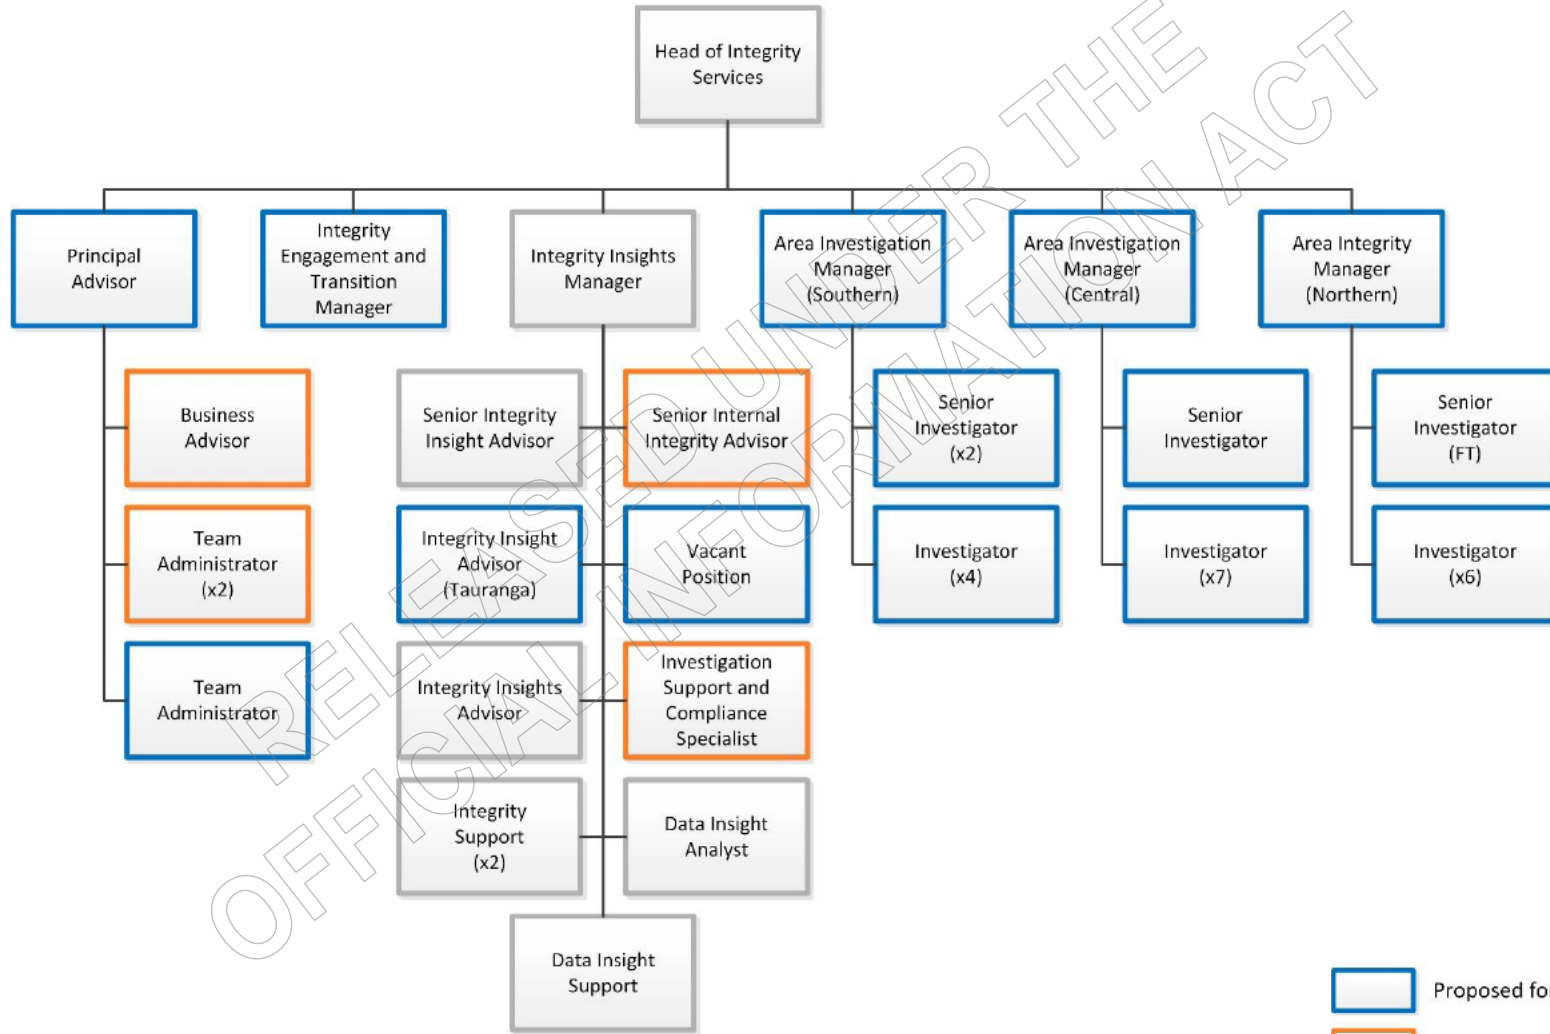 Head of Integrity
Services
Principal
Advisor
Integrity
Engagement and
Transition
Manager
Integrity Insights
Manager
Area Investigation
Manager
(Southern)
Area Investigation
Manager
(Central)
Area Integrity
Manager
(Northern)
Business
Advisor
Senior Integrity
Insight Advisor
Senior Internal
Integrity Advisor
Senior
Investigator
(x2)
Senior
Investigator
Senior
Investigator
(FT)
Team
Administrator
(x2)
Integrity Insight
Advisor
(Tauranga)
Vacant
Position
Investigator
(x4)
Investigator
(x7)
Investigator
(x6)
Team
Administrator
Integrity Insights
Advisor
Investigation
Support and
Compliance
Specialist
Integrity
Support
(x2)
Data Insight
Analyst
Data Insight
Support
Proposed fo
RELEASED UNDER THE
OFFICIAL INFORMATION ACT